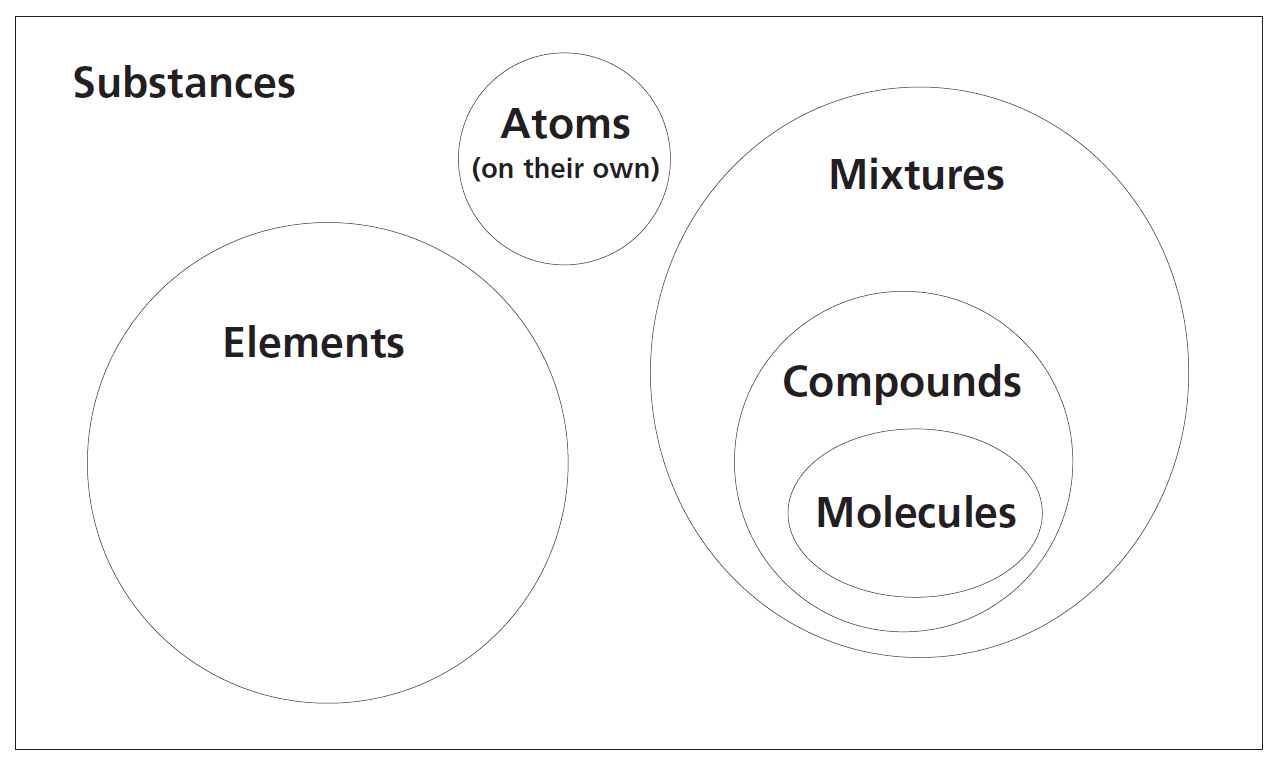 Substances
Atoms
(on their own)
Mixtures
Elements
Compounds
Molecules